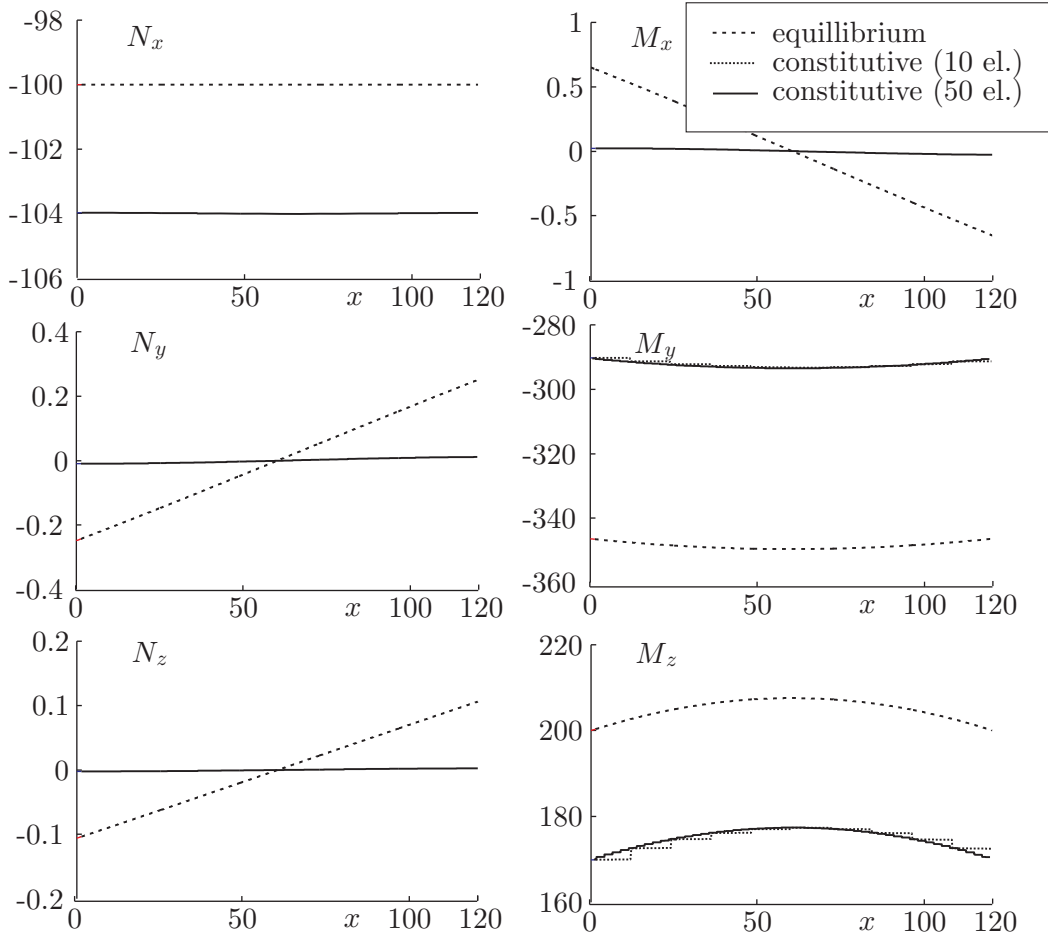 N_x
-98
-100
-102
-104
-106
0 50 x 100 120
M_x
equillibrium
constitutive (10 el.)
constitutive (50 el.)
1
0.5
0
-0.5
-1
0 50 x 100 120
N_y
0.4
0.2
0
-0.2
-0.4
0 50 x 100 120
M_y
-280
-300
-320
-340
-360
0 50 x 100 120
N_z
0.2
0.1
0
-0.1
-0.2
0 50 x 100 120
M_z
220
200
180
160
0 50 x 100 120